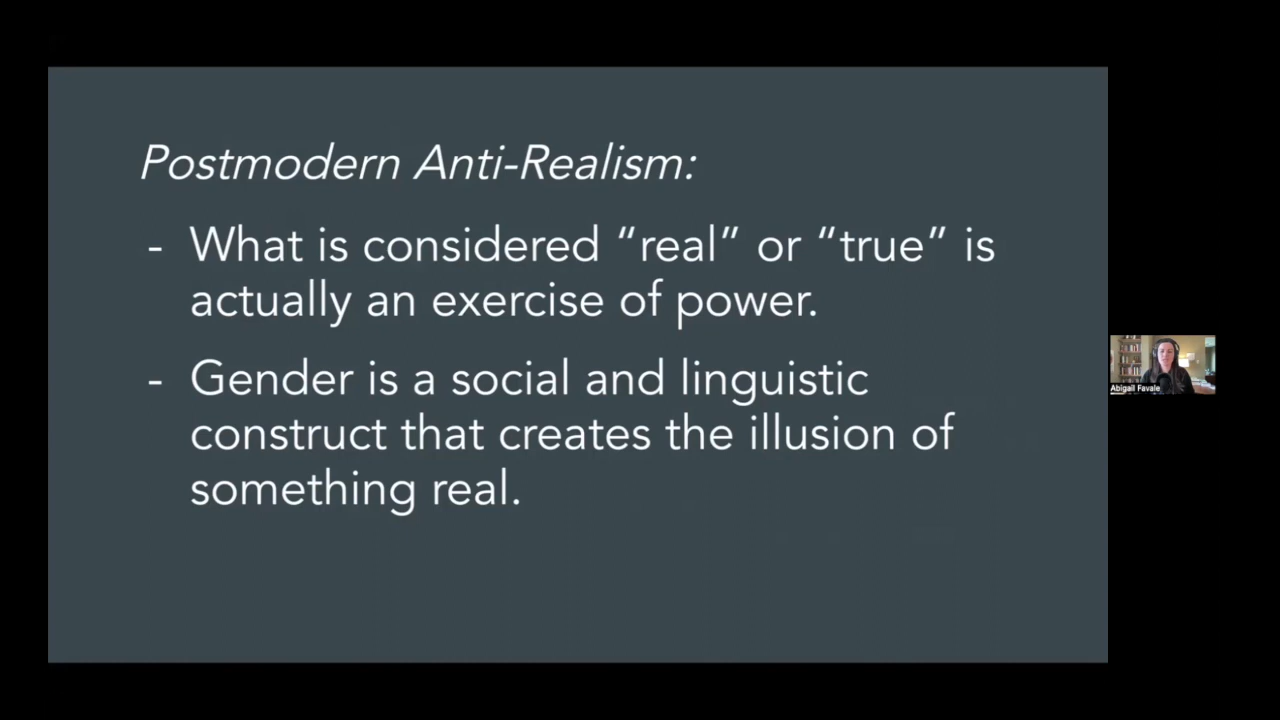 Postmodern Anti-Realism:
- What is considered “real” or “true” is
actually an exercise of power.
- Gender is a social and linguistic
construct that creates the illusion of
something real.
Abigail Favale